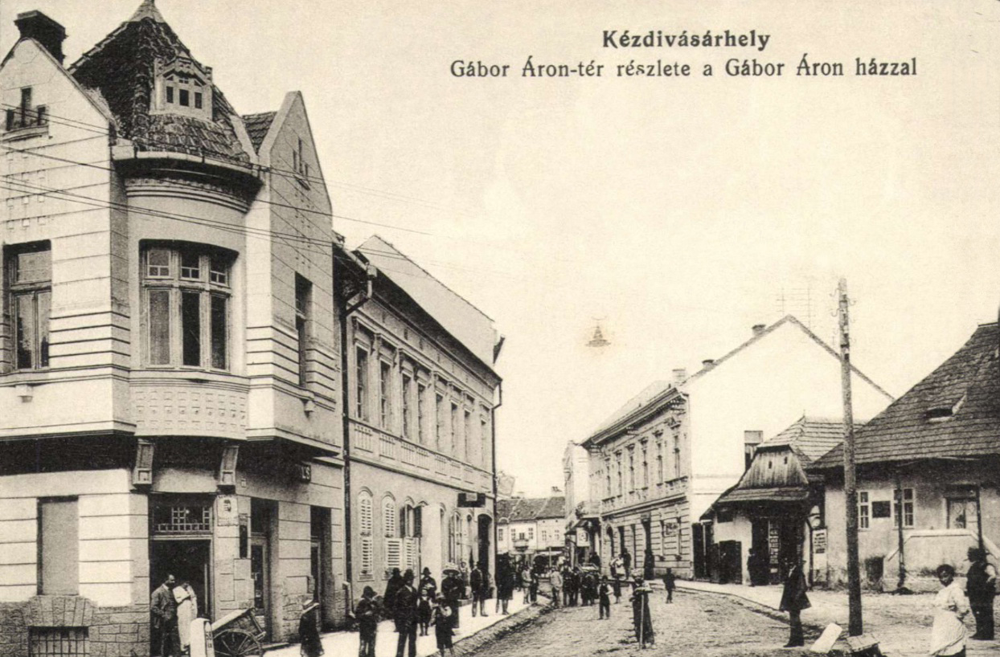 Kézdivásárhely
Gábor Áron-tér részlete a Gábor Áron házzal